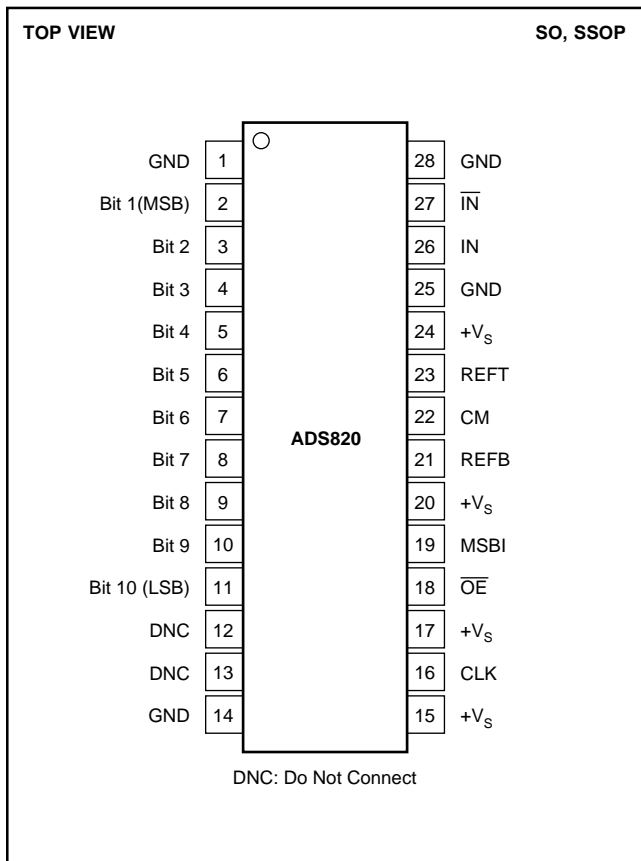 TOP VIEW SO, SSOP
GND 1 28 GND
Bit 1(MSB) 2 27 I̅N̅
Bit 2 3 26 IN
Bit 3 4 25 GND
Bit 4 5 24 +VS
Bit 5 6 23 REFT
Bit 6 7 22 CM
ADS820
Bit 7 8 21 REFB
Bit 8 9 20 +VS
Bit 9 10 19 MSBI
Bit 10 (LSB) 11 18 O̅E̅
DNC 12 17 +VS
DNC 13 16 CLK
GND 14 15 +VS
DNC: Do Not Connect